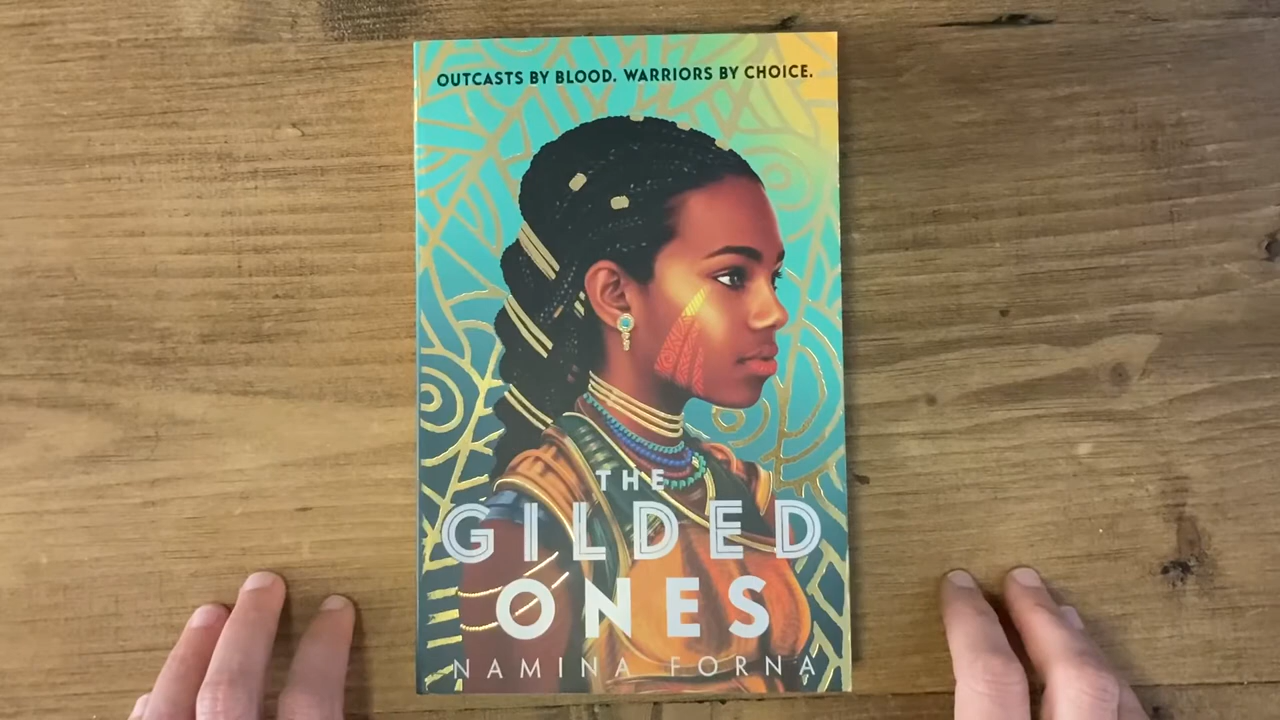 OUTCASTS BY BLOOD. WARRIORS BY CHOICE.
THE
GILDED
ONES
NAMINA FORNA